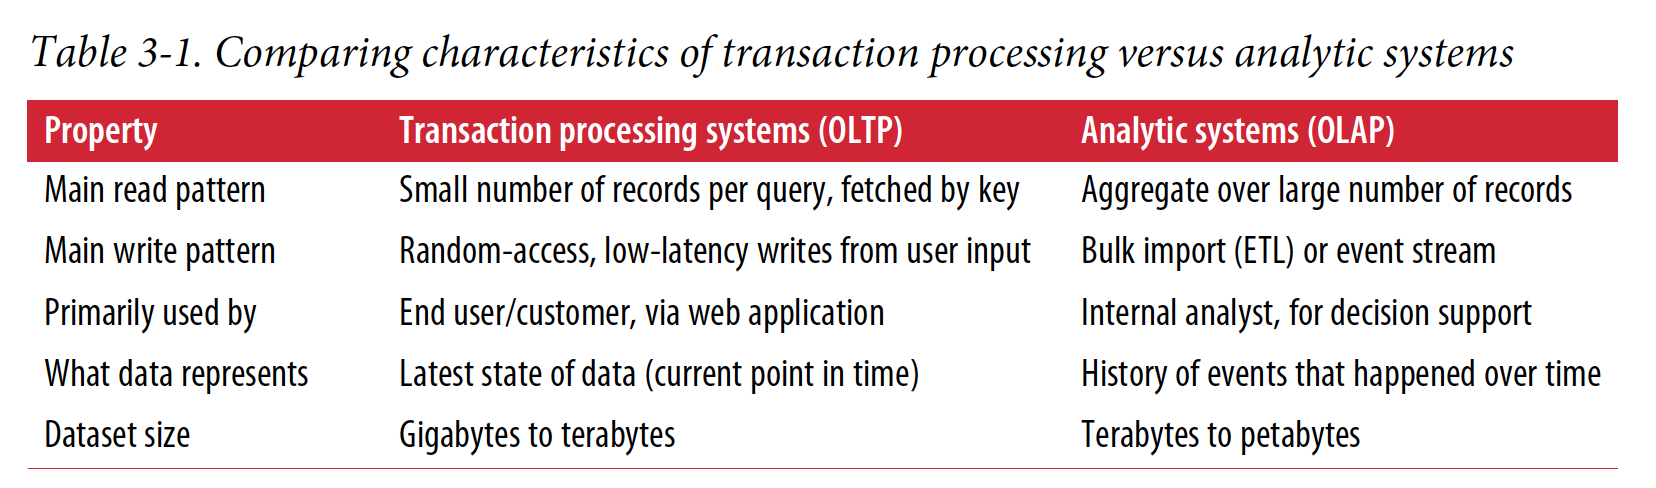 Table 3-1. Comparing characteristics of transaction processing versus analytic systems
Property Transaction processing systems (OLTP) Analytic systems (OLAP)
Main read pattern Small number of records per query, fetched by key Aggregate over large number of records
Main write pattern Random-access, low-latency writes from user input Bulk import (ETL) or event stream
Primarily used by End user/customer, via web application Internal analyst, for decision support
What data represents Latest state of data (current point in time) History of events that happened over time
Dataset size Gigabytes to terabytes Terabytes to petabytes